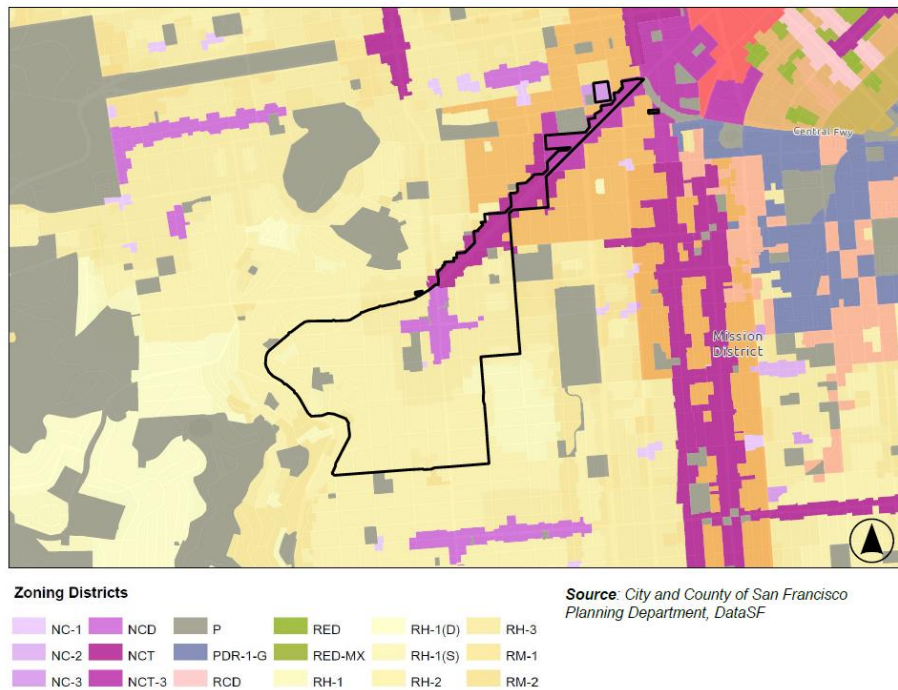 Central Fwy
Mission
District
Zoning Districts
NC-1 NCD P RED RH-1(D) RH-3
NC-2 NCT PDR-1-G RED-MX RH-1(S) RM-1
NC-3 NCT-3 RCD RH-1 RH-2 RM-2
Source: City and County of San Francisco
Planning Department, DataSF